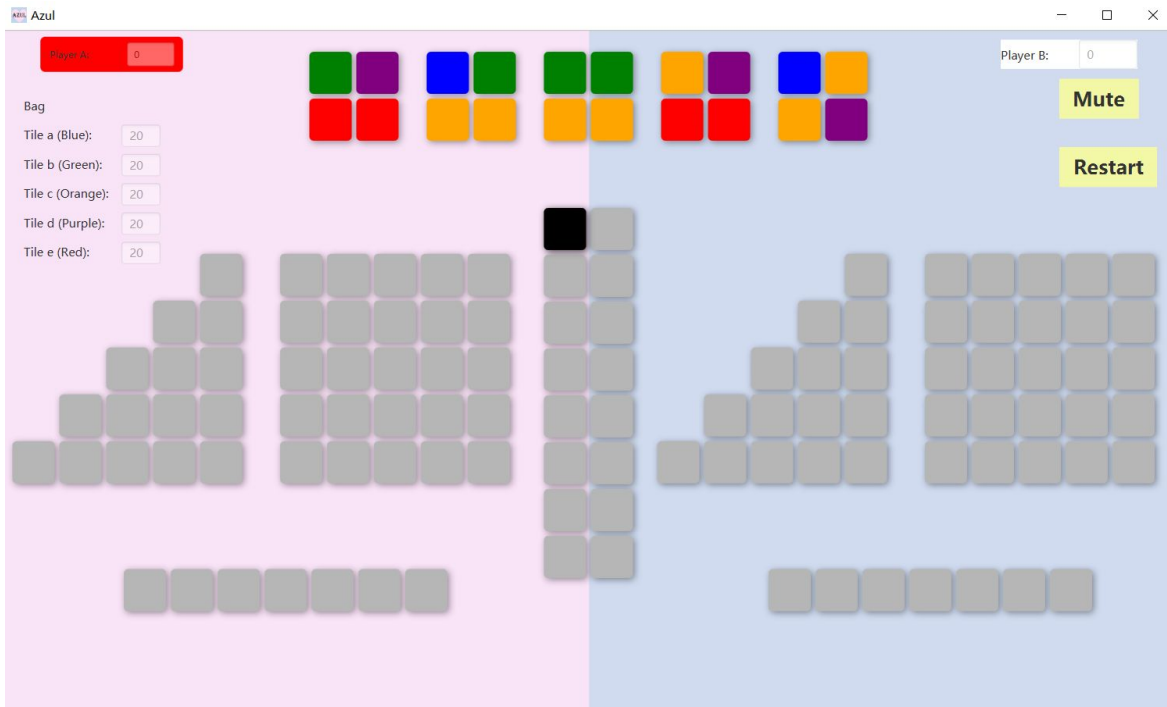 AZUL Azul
Player A: 0
Player B: 0
Mute
Bag
Tile a (Blue): 20
Tile b (Green): 20
Restart
Tile c (Orange): 20
Tile d (Purple): 20
Tile e (Red): 20